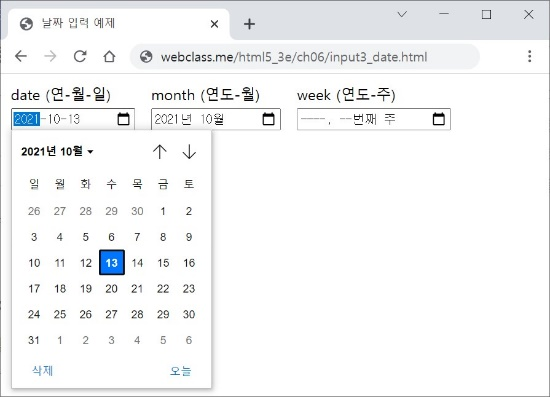 날짜 입력 예제
webclass.me/html5_3e/ch06/input3_date.html
date (연-월-일) month (연도-월) week (연도-주)
2021-10-13 2021년 10월 ----, --번째 주
2021년 10월
일 월 화 수 목 금 토
26 27 28 29 30 1 2
3 4 5 6 7 8 9
10 11 12 13 14 15 16
17 18 19 20 21 22 23
24 25 26 27 28 29 30
31 1 2 3 4 5 6
삭제 오늘